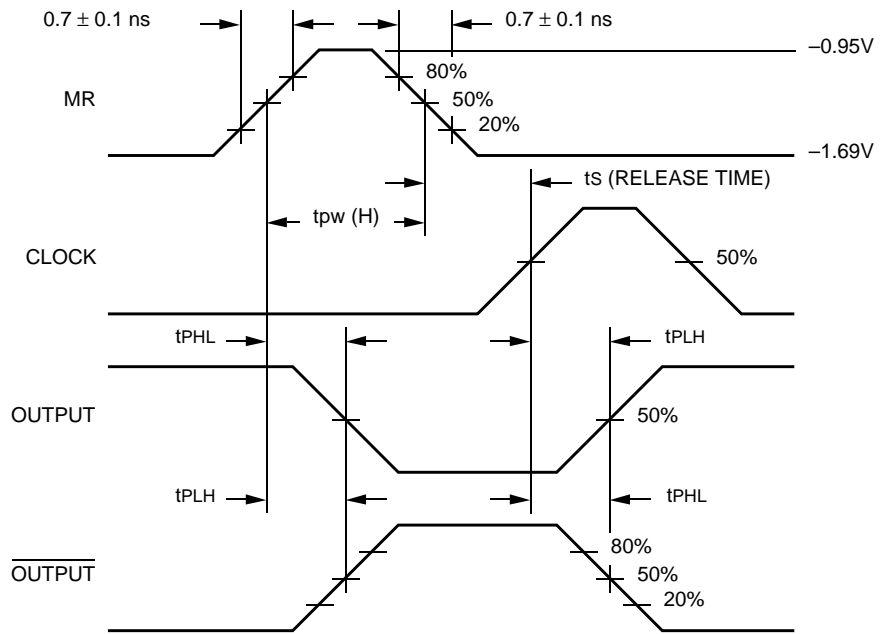 0.7 ± 0.1 ns
0.7 ± 0.1 ns
–0.95V
80%
MR
50%
20%
–1.69V
tS (RELEASE TIME)
tpw (H)
CLOCK
50%
tPHL
tPLH
OUTPUT
50%
tPLH
tPHL
80%
OUTPUT
50%
20%